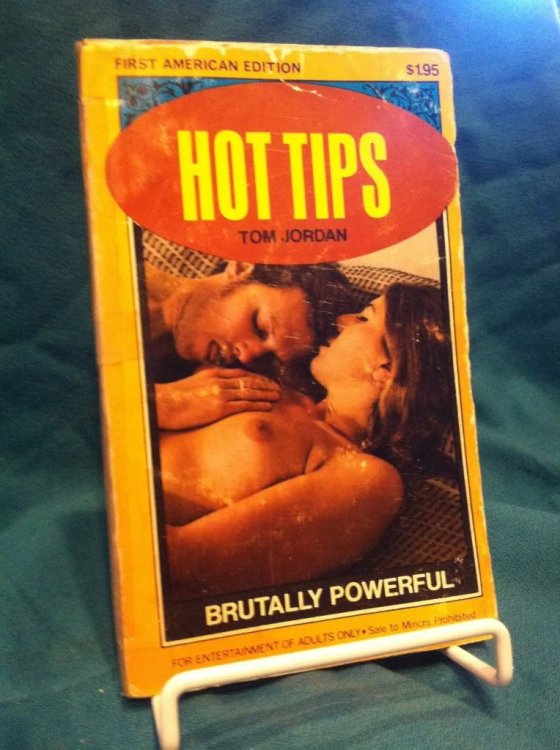 FIRST AMERICAN EDITION $1.95
HOT TIPS
TOM JORDAN
BRUTALLY POWERFUL
FOR ENTERTAINMENT OF ADULTS ONLY • Sale to Minors Prohibited